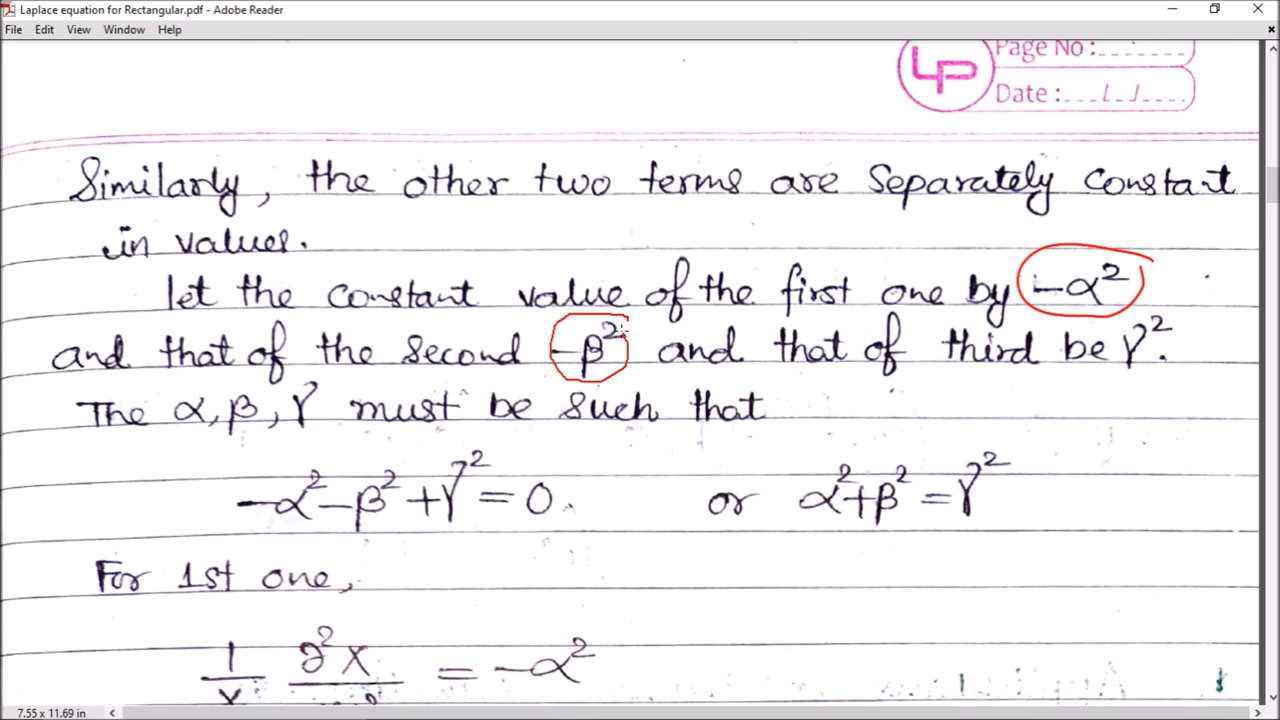 Laplace equation for Rectangular.pdf - Adobe Reader
File Edit View Window Help
Page No :
LP
Date :
Similarly, the other two terms are separately constant
in values.
let the constant value of the first one by -α²
and that of the second -β² and that of third be γ².
The α, β, γ must be such that
-α²-β²+γ²=0. or α²+β²=γ²
For 1st one,
1 ∂²X = -α²
7.55 x 11.69 in